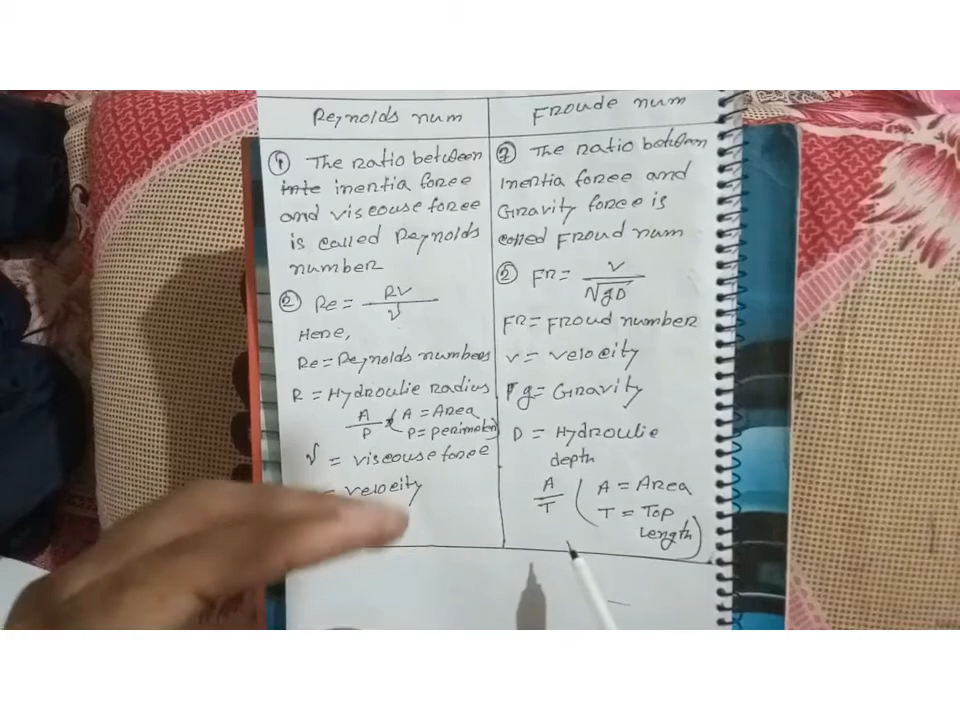 Reynolds num
① The ratio between
inte inertia force
and viscouse force
is called Reynolds
number
② Re = RV / ν
Here,
Re = Reynolds numbers
R = Hydroulic radius
A / P ( A = Area
P = perimeter)
ν = viscouse force
= velocity
Froude num
① The ratio between
inertia force and
Gravity force is
called Froud num
② FR = V / √gD
FR = Froud number
V = velocity
g = Gravity
D = Hydroulic
depth
A / T ( A = Area
T = Top
Length)